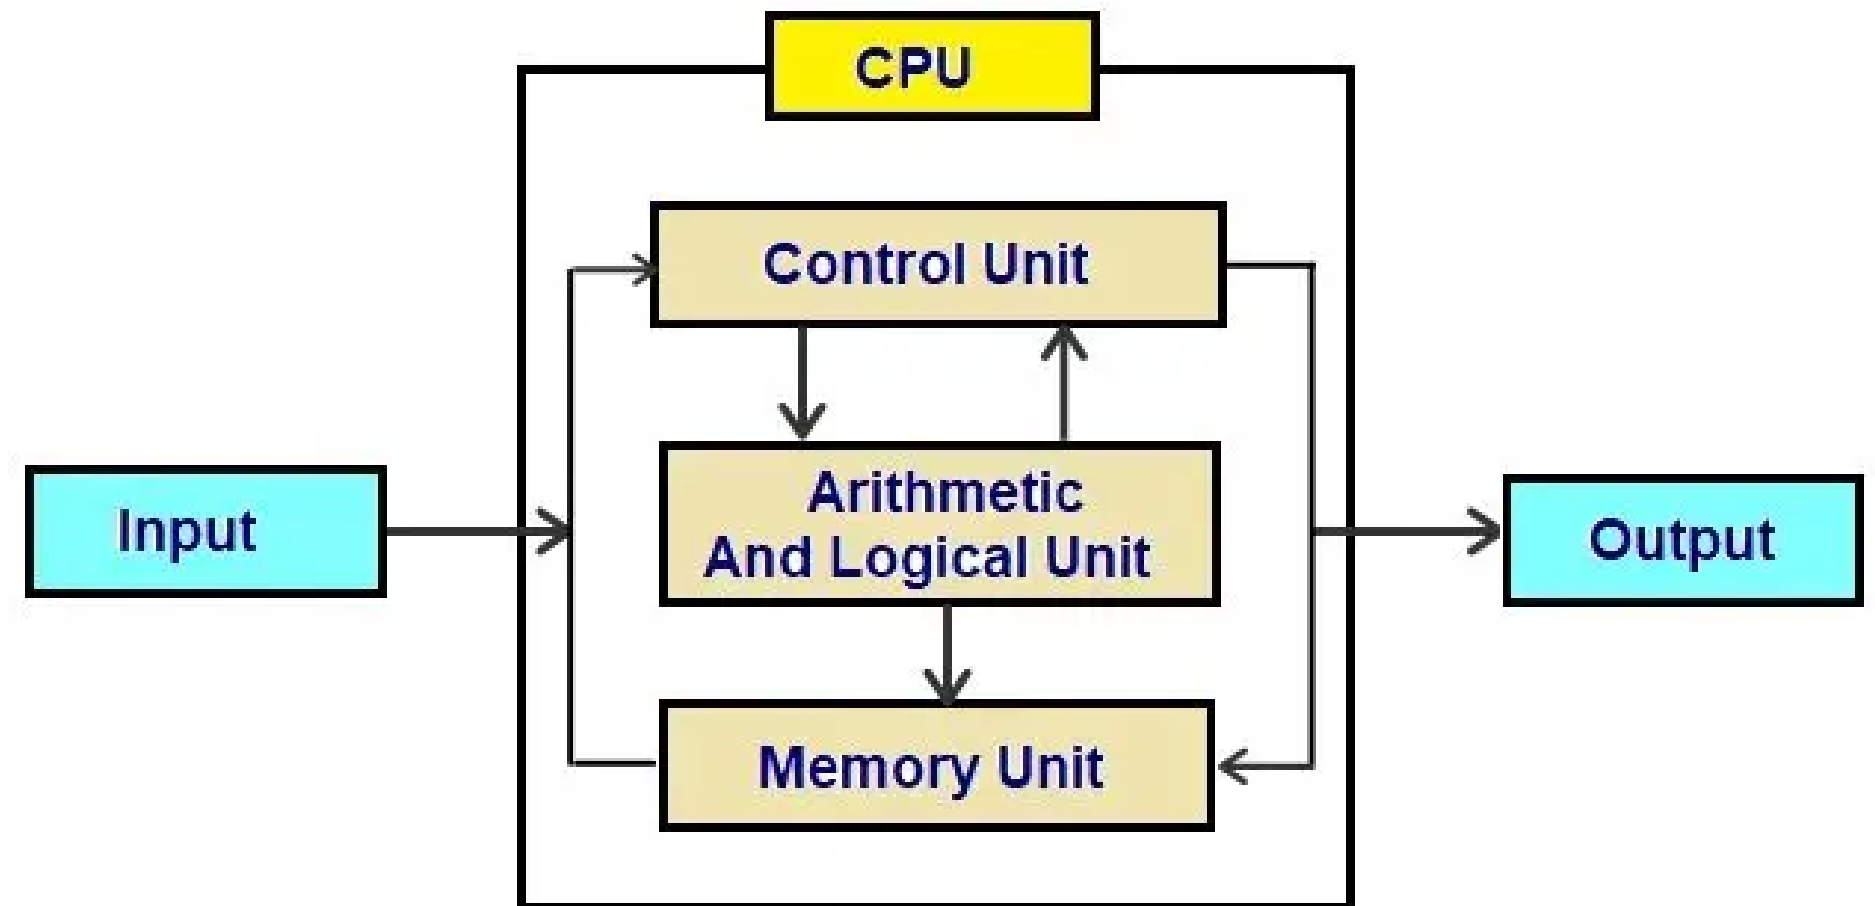 CPU
Control Unit
Arithmetic
And Logical Unit
Input
Output
Memory Unit